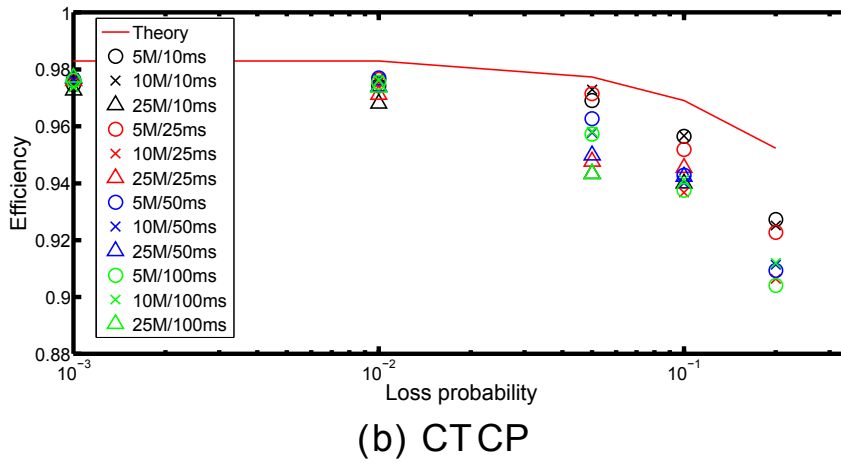 1
0.98
0.96
0.94
0.92
0.9
0.88
Efficiency
Theory
5M/10ms
10M/10ms
25M/10ms
5M/25ms
10M/25ms
25M/25ms
5M/50ms
10M/50ms
25M/50ms
5M/100ms
10M/100ms
25M/100ms
10⁻³
10⁻²
10⁻¹
Loss probability
(b) CTCP